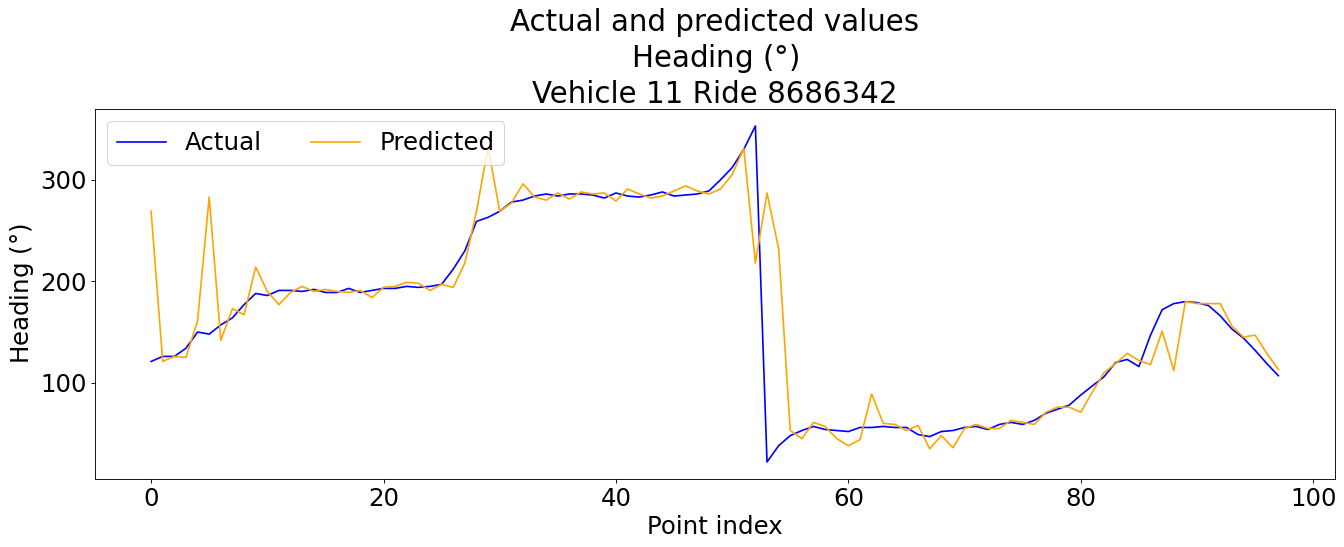 Actual and predicted values
Heading (°)
Vehicle 11 Ride 8686342
Actual
Predicted
Heading (°)
300
200
100
0
20
40
60
80
100
Point index